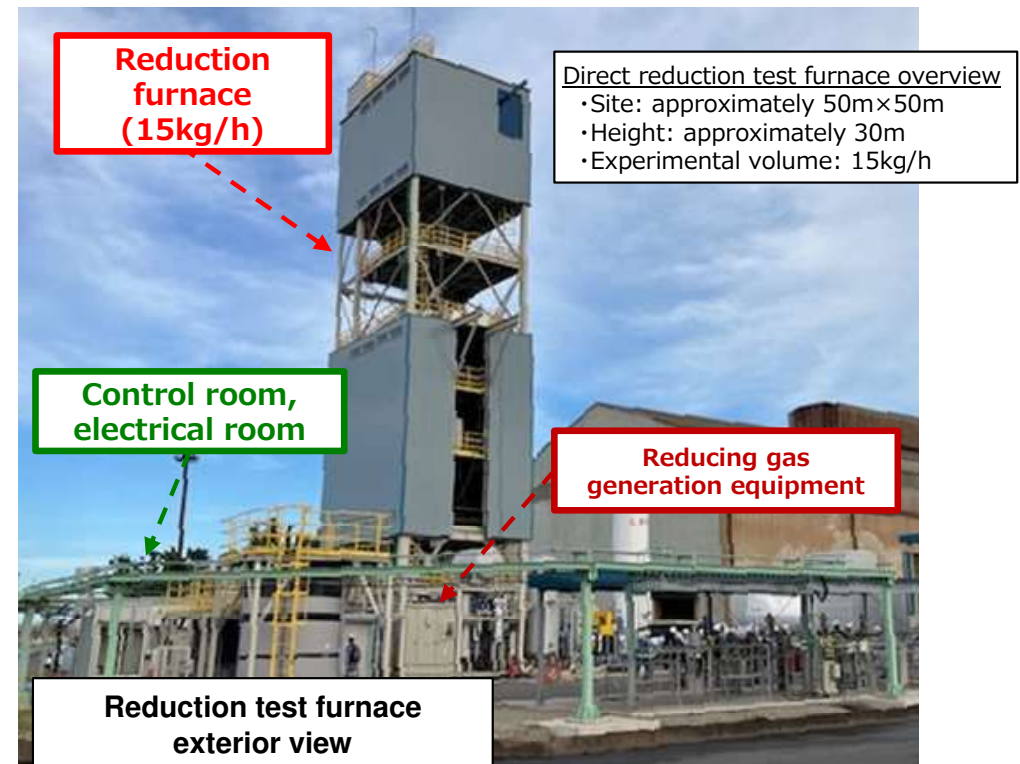 Reduction
furnace
(15kg/h)
Direct reduction test furnace overview
・Site: approximately 50m×50m
・Height: approximately 30m
・Experimental volume: 15kg/h
Control room,
electrical room
Reducing gas
generation equipment
Reduction test furnace
exterior view